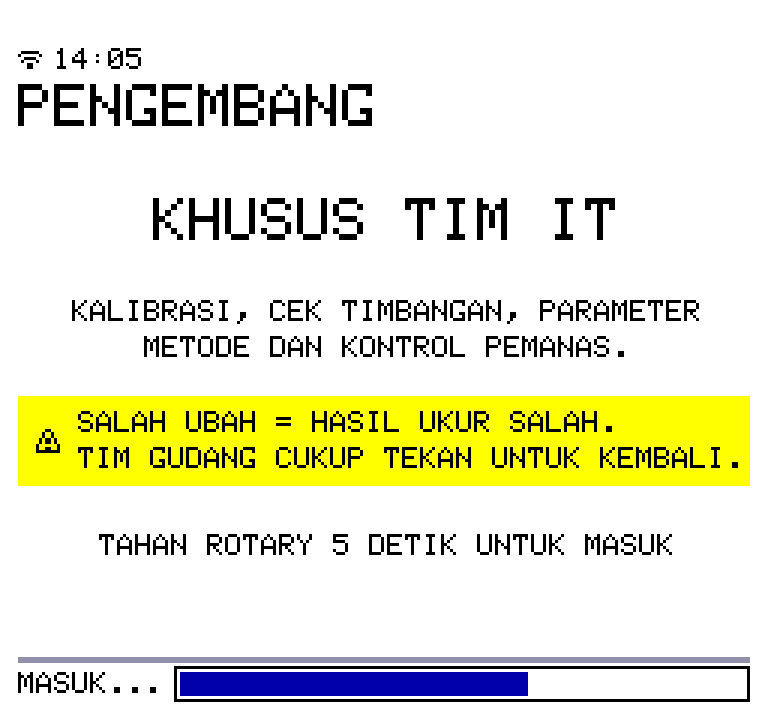 14:05
PENGEMBANG
KHUSUS TIM IT
KALIBRASI, CEK TIMBANGAN, PARAMETER
METODE DAN KONTROL PEMANAS.
SALAH UBAH = HASIL UKUR SALAH.
TIM GUDANG CUKUP TEKAN UNTUK KEMBALI.
TAHAN ROTARY 5 DETIK UNTUK MASUK
MASUK...